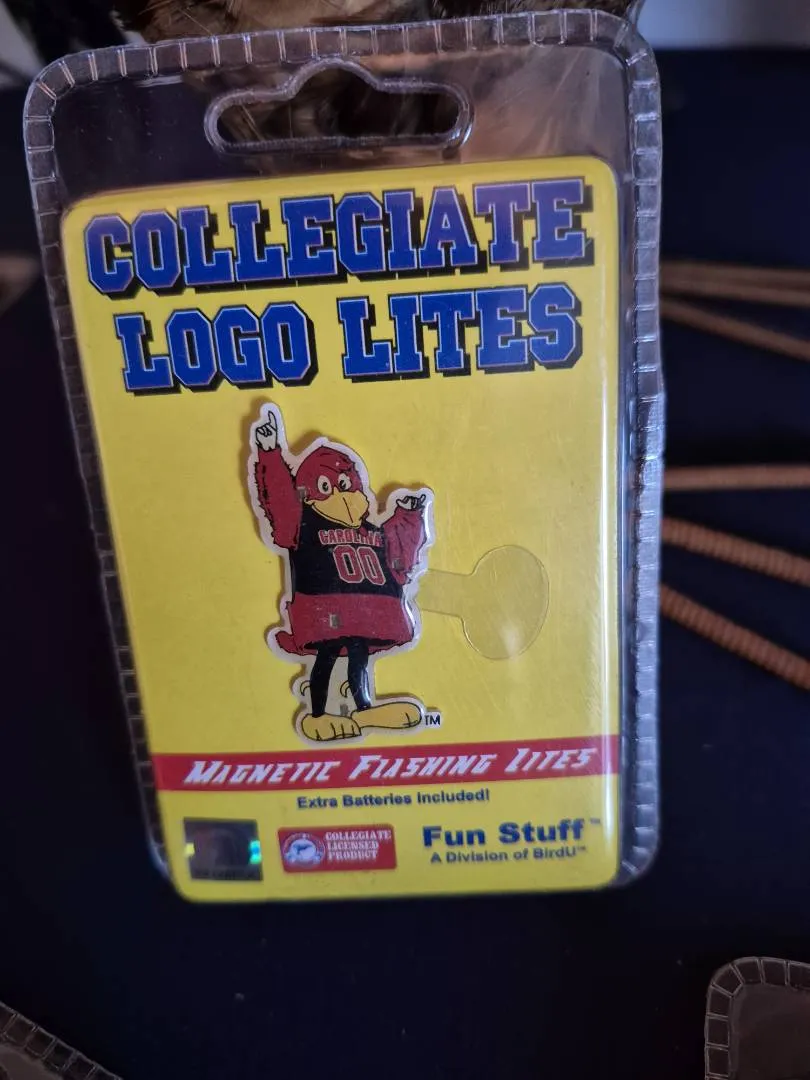 COLLEGIATE
LOGO LITES
CAROLINA
00
TM
MAGNETIC FLASHING LITES
Extra Batteries Included!
COLLEGIATE
LICENSED
PRODUCT
Fun Stuff™
A Division of BirdU™